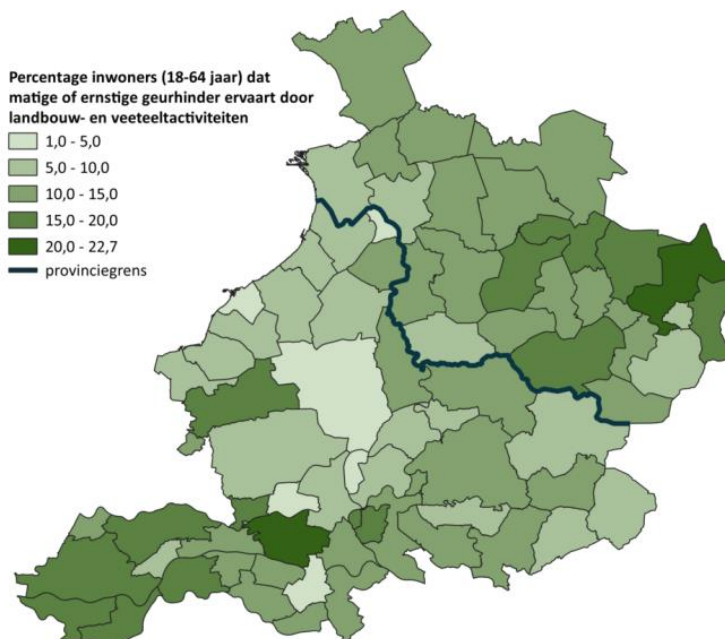 Percentage inwoners (18-64 jaar) dat
matige of ernstige geurhinder ervaart door
landbouw- en veeteeltactiviteiten
1,0 - 5,0
5,0 - 10,0
10,0 - 15,0
15,0 - 20,0
20,0 - 22,7
provinciegrens